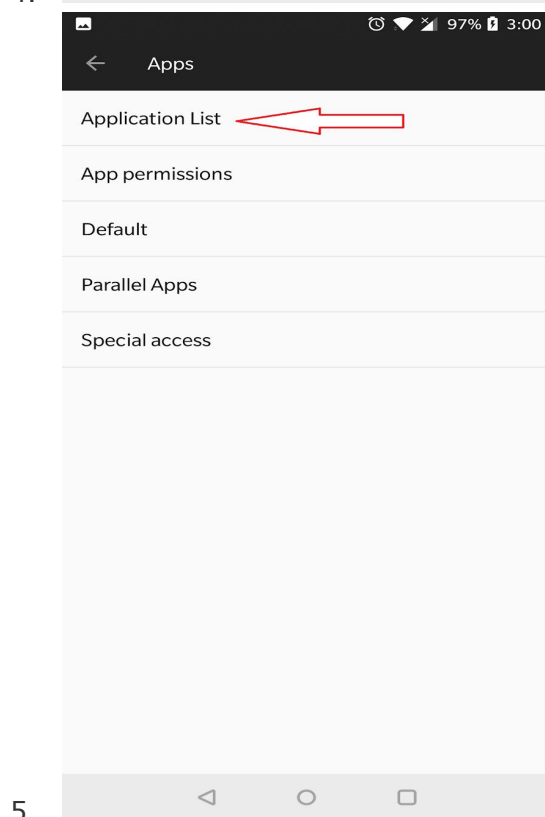 97% 3:00
Apps
Application List
App permissions
Default
Parallel Apps
Special access
5